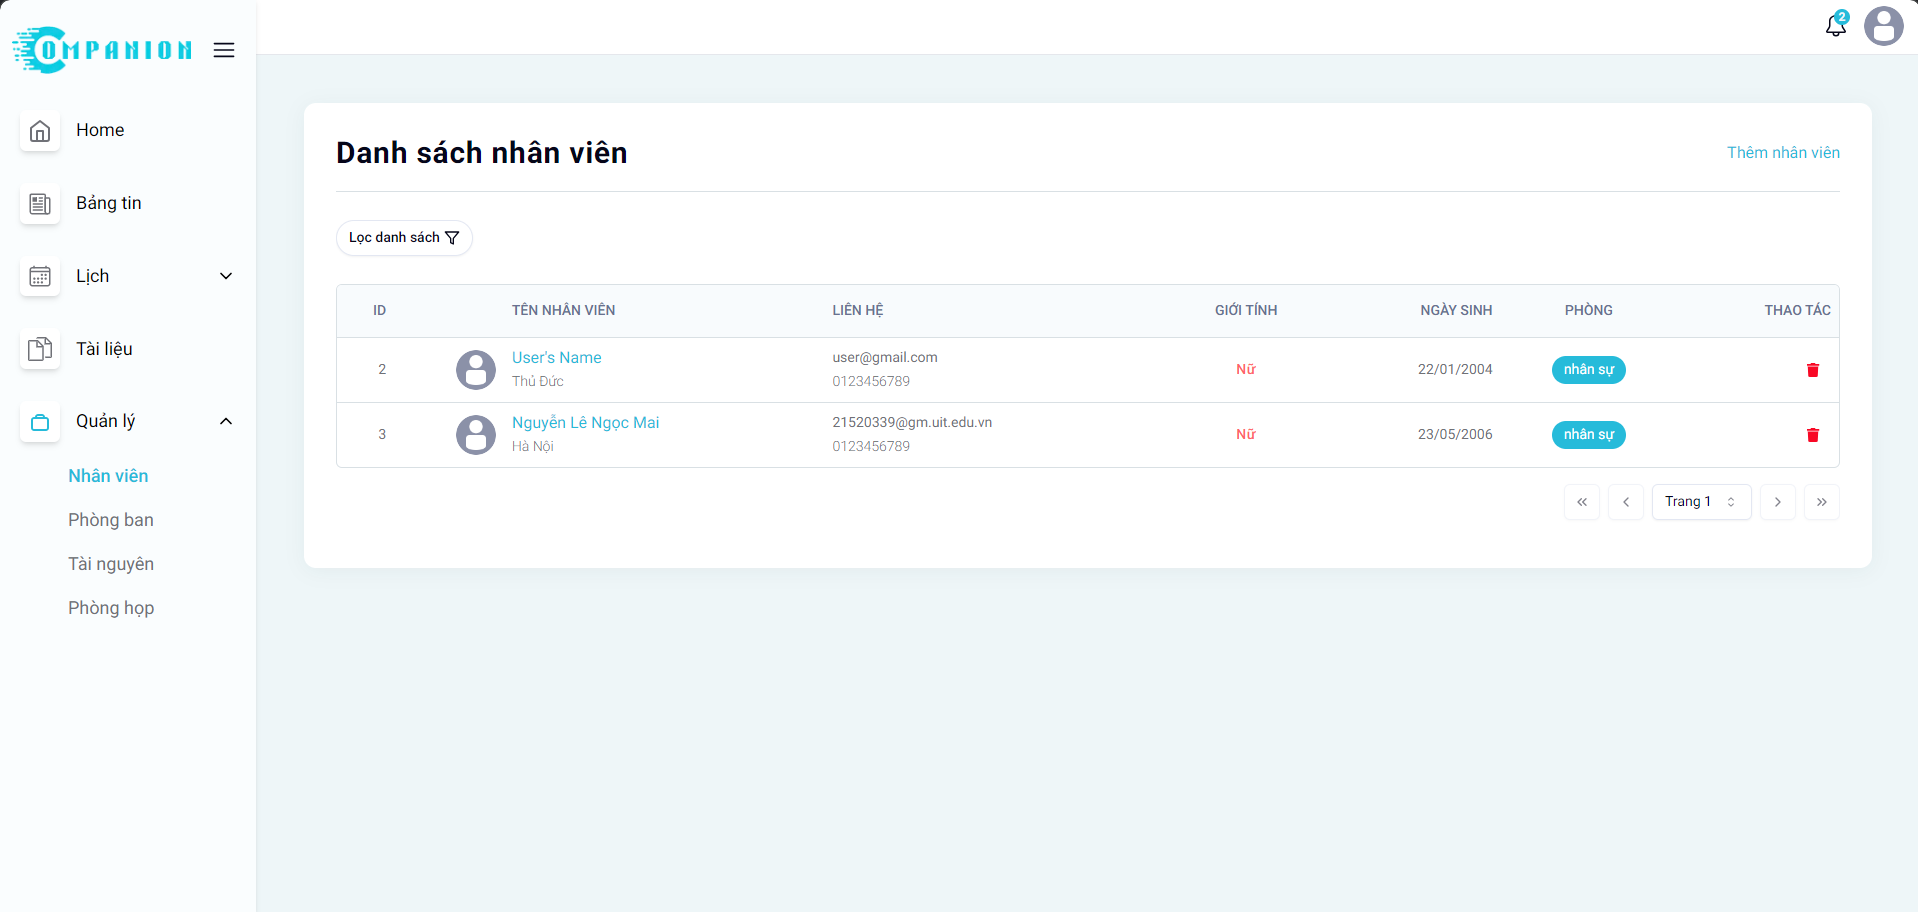 COMPANION
2
Home
Bảng tin
Lịch
Tài liệu
Quản lý
Nhân viên
Phòng ban
Tài nguyên
Phòng họp
Danh sách nhân viên
Thêm nhân viên
Lọc danh sách
ID TÊN NHÂN VIÊN LIÊN HỆ GIỚI TÍNH NGÀY SINH PHÒNG THAO TÁC
2 User's Name user@gmail.com Nữ 22/01/2004 nhân sự
Thủ Đức 0123456789
3 Nguyễn Lê Ngọc Mai 21520339@gm.uit.edu.vn Nữ 23/05/2006 nhân sự
Hà Nội 0123456789
Trang 1